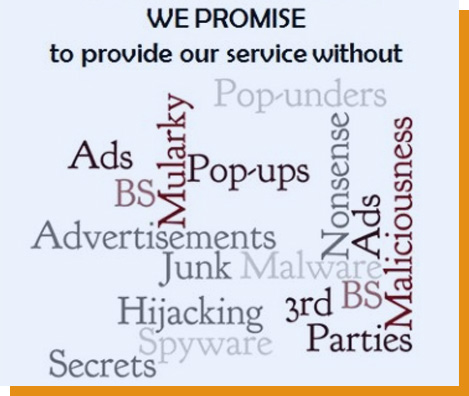 WE PROMISE
to provide our service without
Pop-unders
Mularky
Ads
Pop-ups
BS
Nonsense
Ads
Maliciousness
Advertisements
Junk
Malware
3rd
BS
Hijacking
Parties
Spyware
Secrets